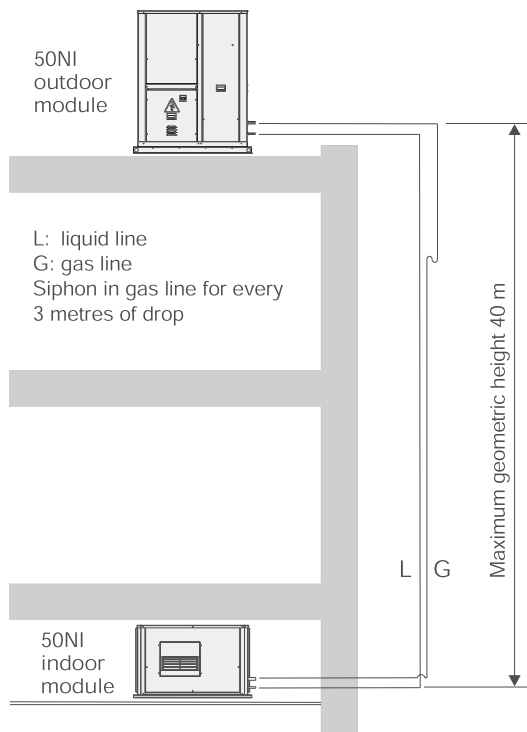 50NI
outdoor
module
L: liquid line
G: gas line
Siphon in gas line for every
3 metres of drop
Maximum geometric height 40 m
L G
50NI
indoor
module